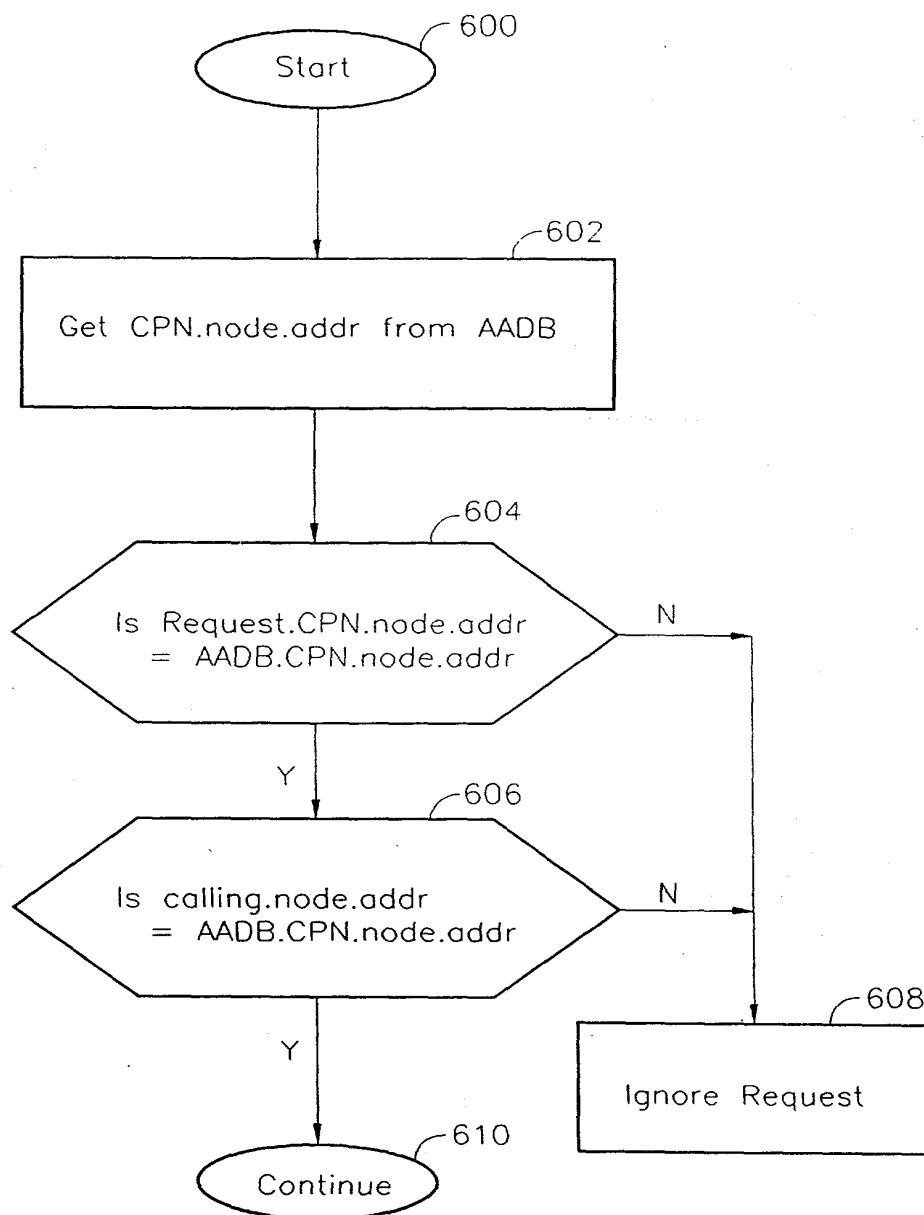 600
Start
602
Get CPN.node.addr from AADB
604
Is Request.CPN.node.addr
= AADB.CPN.node.addr
N
Y
606
Is calling.node.addr
= AADB.CPN.node.addr
N
Y
608
Ignore Request
610
Continue